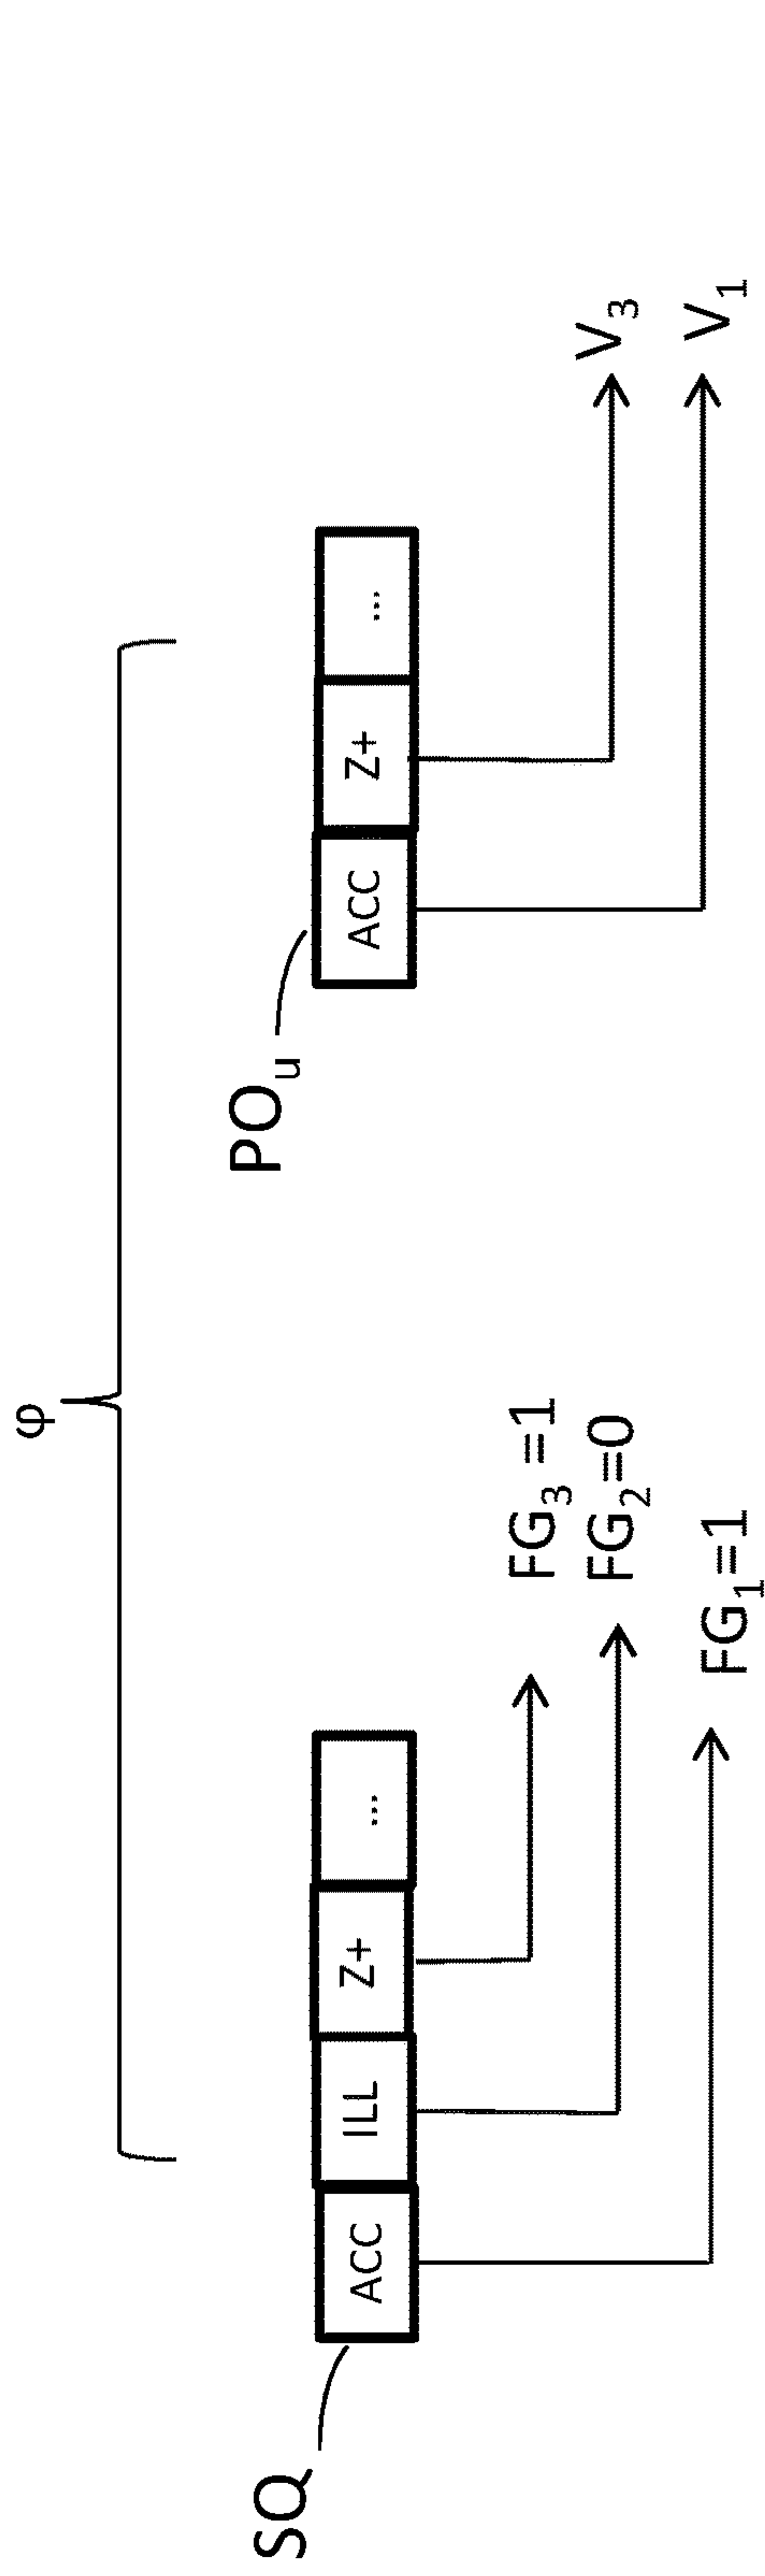 φ
SQ
ACC ILL Z+ ...
FG3 =1
FG2=0
FG1=1
POu
ACC Z+ ...
V3
V1